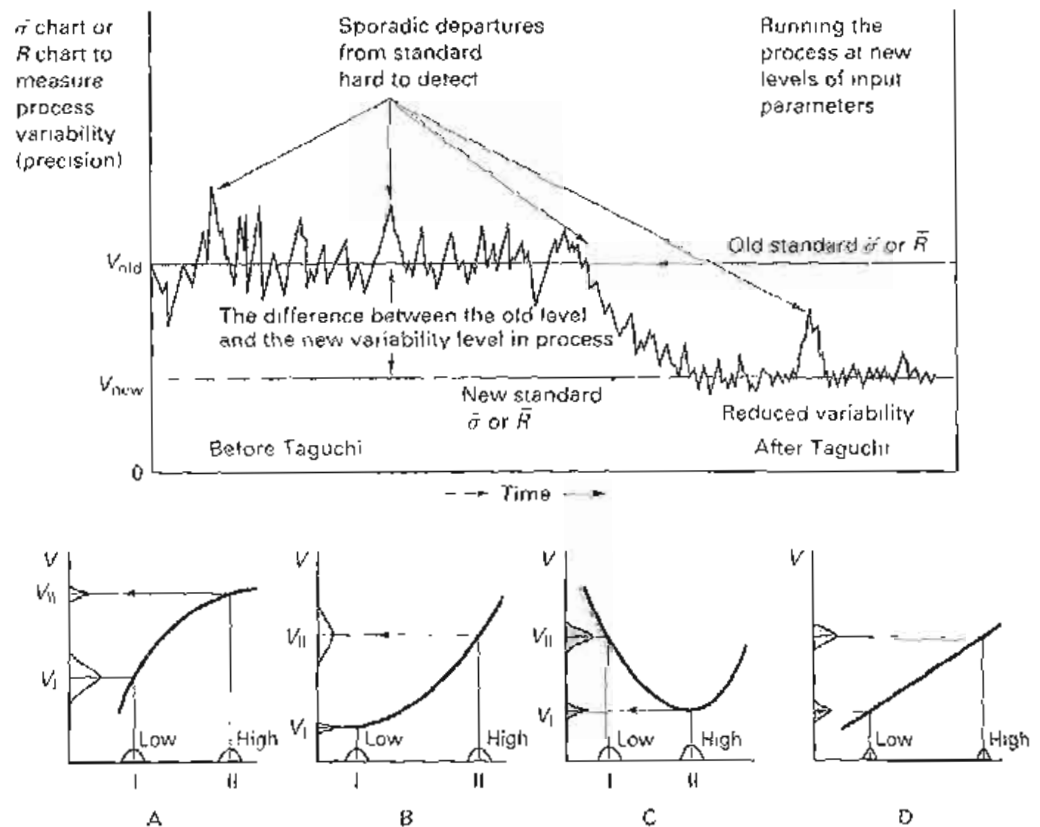 σ̄ chart or
R chart to
measure
process
variability
(precision)
Sporadic departures
from standard
hard to detect
Running the
process at new
levels of input
parameters
Old standard σ̄ or R̄
V_old
The difference between the old level
and the new variability level in process
V_new
New standard
σ̄ or R̄
Reduced variability
Before Taguchi
After Taguchi
0
Time
V
V_II
V_I
Low
High
I
II
A
V
V_II
V_I
Low
High
I
II
B
V
V_II
V_I
Low
High
I
II
C
V
Low
High
I
II
D